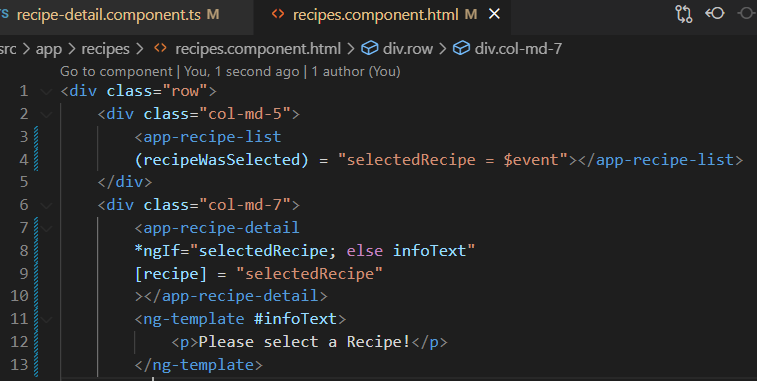 TS recipe-detail.component.ts M
<> recipes.component.html M ×
src > app > recipes > <> recipes.component.html > div.row > div.col-md-7
Go to component | You, 1 second ago | 1 author (You)
1 <div class="row">
2 <div class="col-md-5">
3 <app-recipe-list
4 (recipeWasSelected) = "selectedRecipe = $event"></app-recipe-list>
5 </div>
6 <div class="col-md-7">
7 <app-recipe-detail
8 *ngIf="selectedRecipe; else infoText"
9 [recipe] = "selectedRecipe"
10 ></app-recipe-detail>
11 <ng-template #infoText>
12 <p>Please select a Recipe!</p>
13 </ng-template>